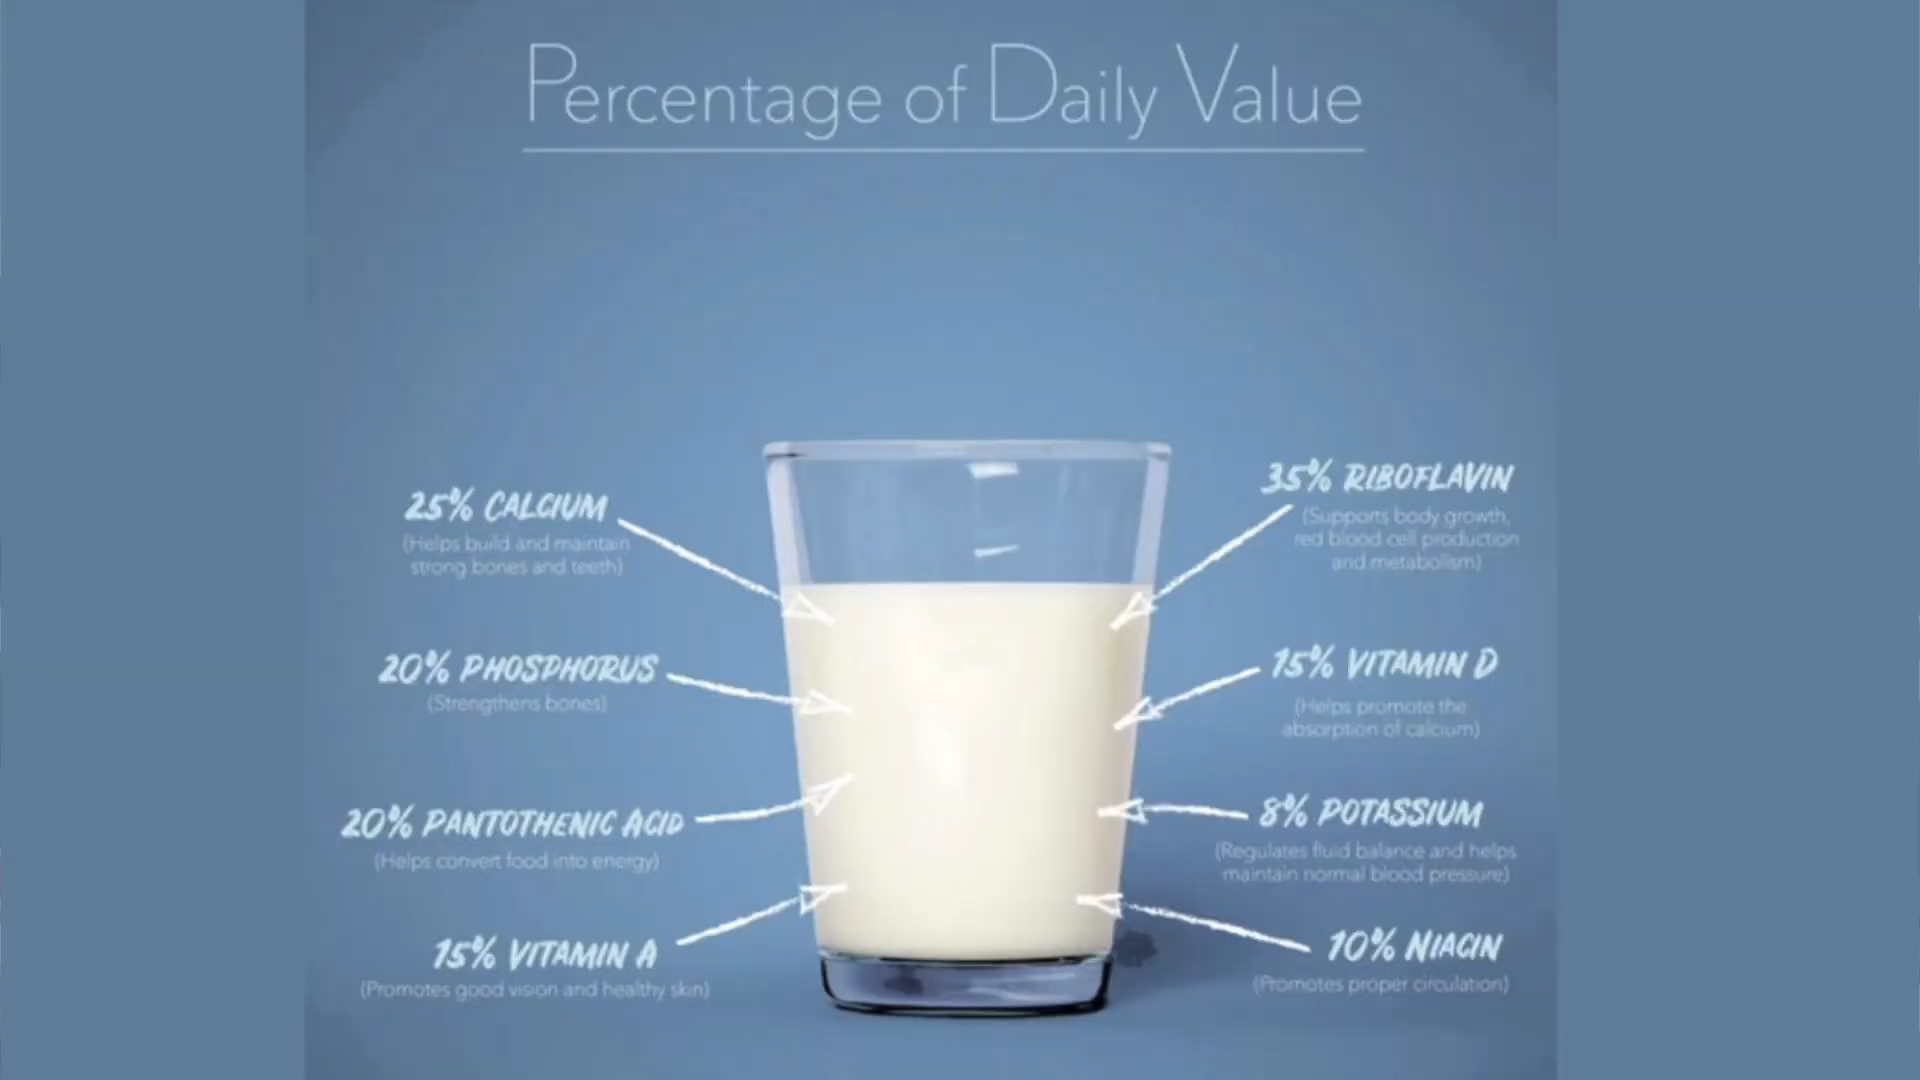 Percentage of Daily Value
25% CALCIUM
(Helps build and maintain
strong bones and teeth)
20% PHOSPHORUS
(Strengthens bones)
20% PANTOTHENIC ACID
(Helps convert food into energy)
15% VITAMIN A
(Promotes good vision and healthy skin)
35% RIBOFLAVIN
(Supports body growth,
red blood cell production
and metabolism)
15% VITAMIN D
(Helps promote the
absorption of calcium)
8% POTASSIUM
(Regulates fluid balance and helps
maintain normal blood pressure)
10% NIACIN
(Promotes proper circulation)